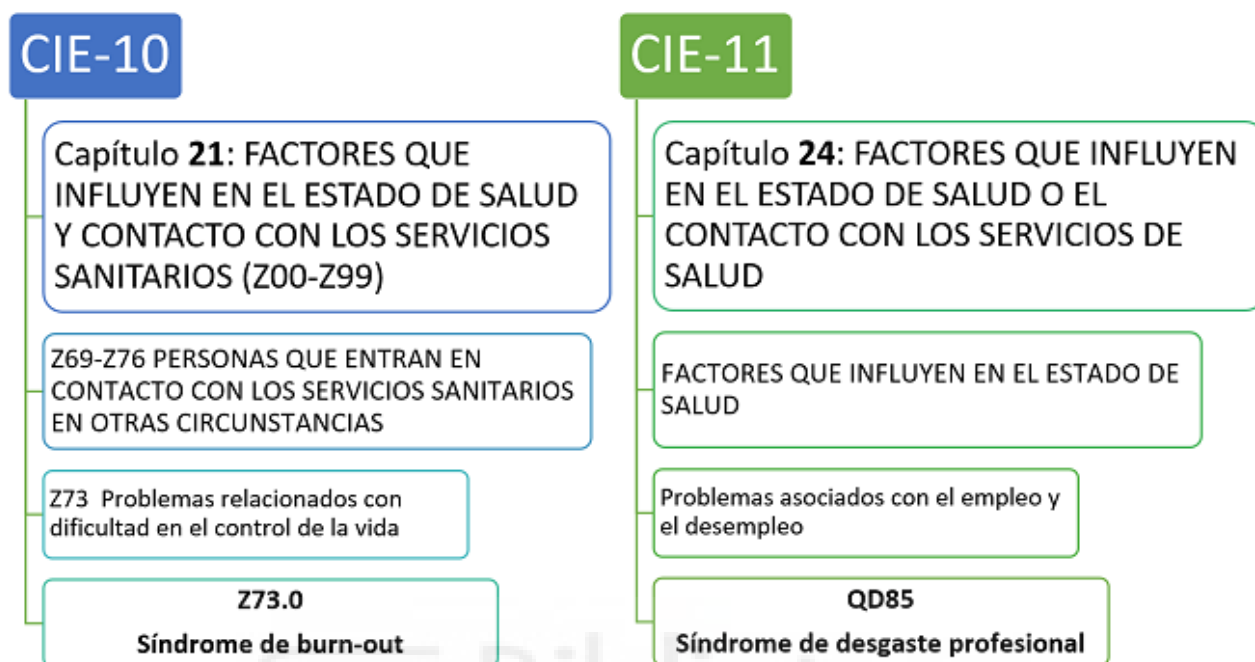 CIE-10
Capítulo 21: FACTORES QUE
INFLUYEN EN EL ESTADO DE SALUD
Y CONTACTO CON LOS SERVICIOS
SANITARIOS (Z00-Z99)
Z69-Z76 PERSONAS QUE ENTRAN EN
CONTACTO CON LOS SERVICIOS SANITARIOS
EN OTRAS CIRCUNSTANCIAS
Z73 Problemas relacionados con
dificultad en el control de la vida
Z73.0
Síndrome de burn-out
CIE-11
Capítulo 24: FACTORES QUE INFLUYEN
EN EL ESTADO DE SALUD O EL
CONTACTO CON LOS SERVICIOS DE
SALUD
FACTORES QUE INFLUYEN EN EL ESTADO DE
SALUD
Problemas asociados con el empleo y
el desempleo
QD85
Síndrome de desgaste profesional